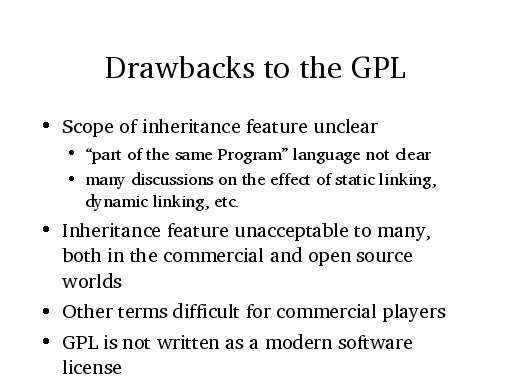 Drawbacks to the GPL
• Scope of inheritance feature unclear
• “part of the same Program” language not clear
• many discussions on the effect of static linking,
dynamic linking, etc.
• Inheritance feature unacceptable to many,
both in the commercial and open source
worlds
• Other terms difficult for commercial players
• GPL is not written as a modern software
license